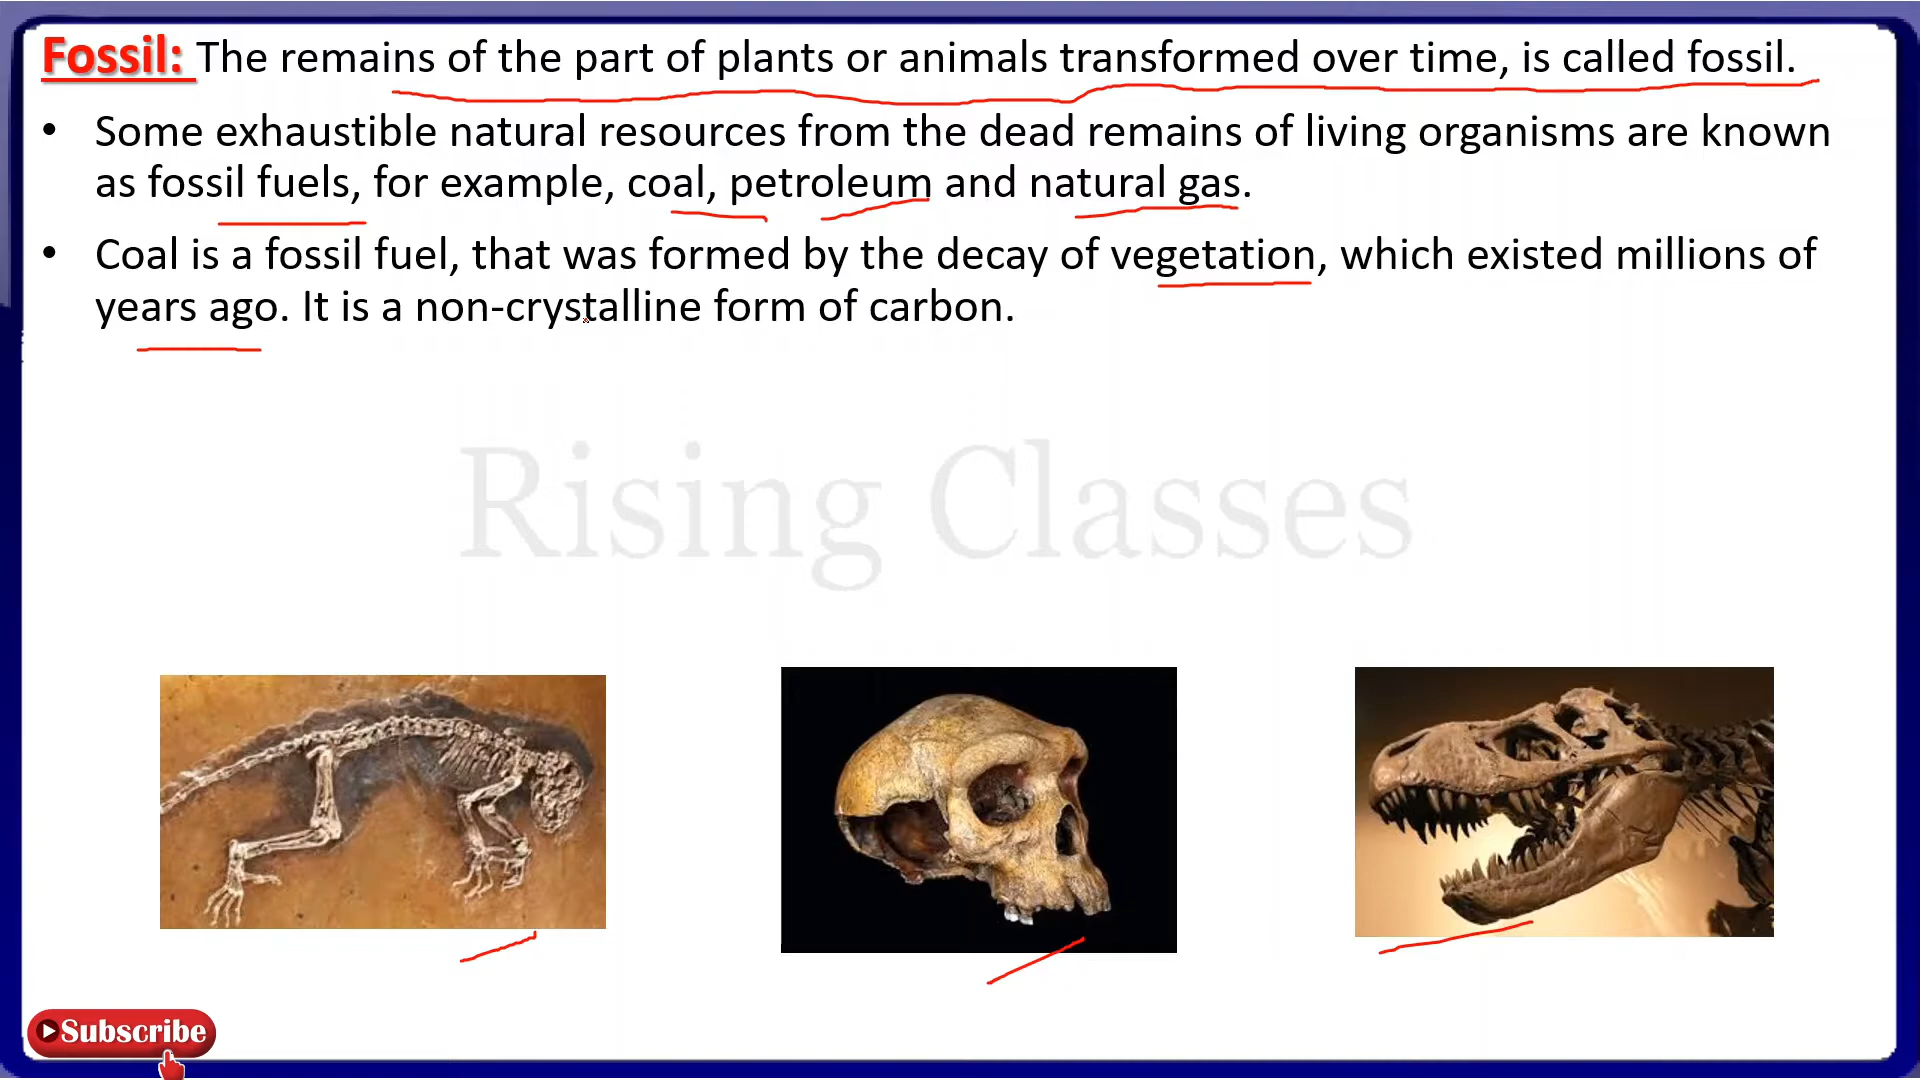 Fossil: The remains of the part of plants or animals transformed over time, is called fossil.
• Some exhaustible natural resources from the dead remains of living organisms are known
as fossil fuels, for example, coal, petroleum and natural gas.
• Coal is a fossil fuel, that was formed by the decay of vegetation, which existed millions of
years ago. It is a non-crystalline form of carbon.
Rising Classes
Subscribe